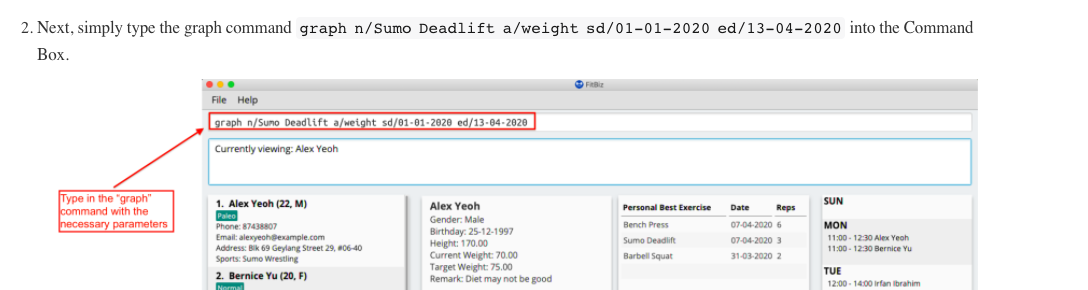 2. Next, simply type the graph command graph n/Sumo Deadlift a/weight sd/01-01-2020 ed/13-04-2020 into the Command
Box.
FitBiz
File Help
graph n/Sumo Deadlift a/weight sd/01-01-2020 ed/13-04-2020
Currently viewing: Alex Yeoh
Type in the "graph"
command with the
necessary parameters
1. Alex Yeoh (22, M)
Paleo
Phone: 87438807
Email: alexyeoh@example.com
Address: Blk 69 Geylang Street 29, #06-40
Sports: Sumo Wrestling
2. Bernice Yu (20, F)
Normal
Alex Yeoh
Gender: Male
Birthday: 25-12-1997
Height: 170.00
Current Weight: 70.00
Target Weight: 75.00
Remark: Diet may not be good
Personal Best Exercise Date Reps
Bench Press 07-04-2020 6
Sumo Deadlift 07-04-2020 3
Barbell Squat 31-03-2020 2
SUN
MON
11:00 - 12:30 Alex Yeoh
11:00 - 12:30 Bernice Yu
TUE
12:00 - 14:00 Irfan Ibrahim